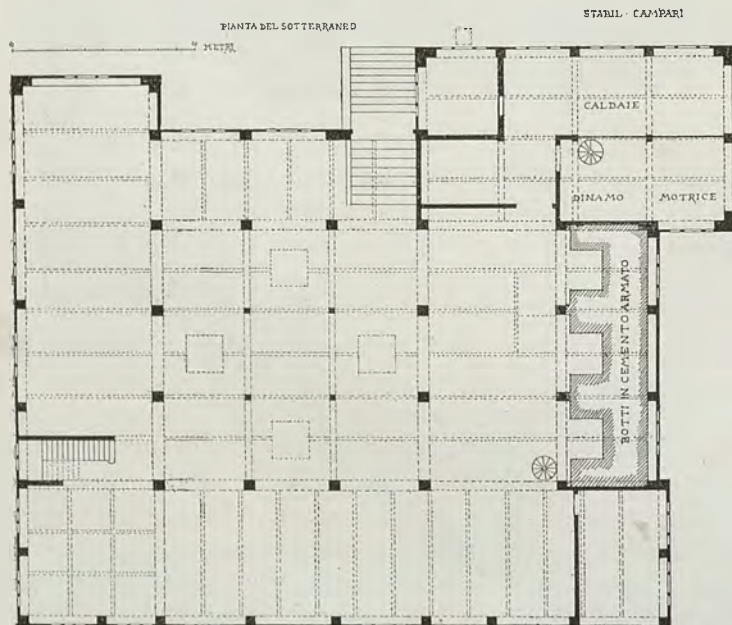 STABIL · CAMPARI
PIANTA DEL SOTTERRANEO
METRI
CALDAIE
DINAMO MOTRICE
BOTTI IN CEMENTO ARMATO